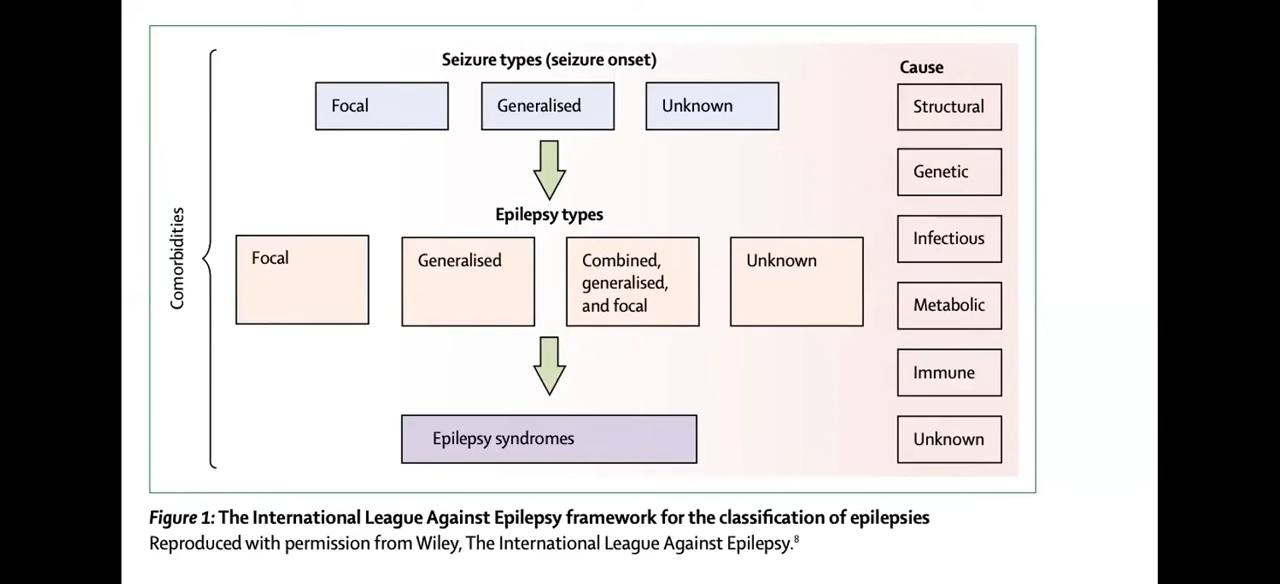 Seizure types (seizure onset)
Focal
Generalised
Unknown
Epilepsy types
Focal
Generalised
Combined,
generalised,
and focal
Unknown
Epilepsy syndromes
Comorbidities
Cause
Structural
Genetic
Infectious
Metabolic
Immune
Unknown
Figure 1: The International League Against Epilepsy framework for the classification of epilepsies
Reproduced with permission from Wiley, The International League Against Epilepsy.⁸